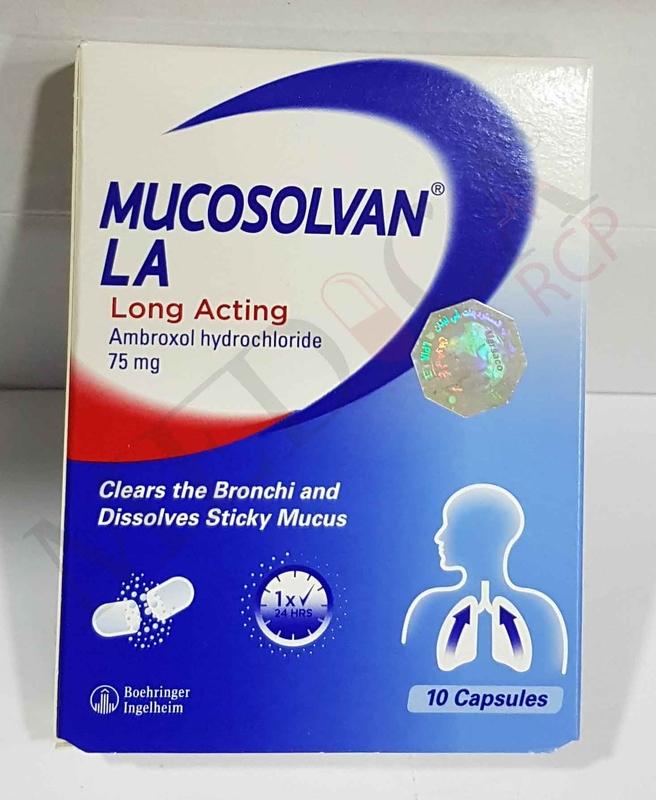 MUCOSOLVAN®
LA
Long Acting
Ambroxol hydrochloride
75 mg
Clears the Bronchi and
Dissolves Sticky Mucus
1x
24 HRS
Boehringer
Ingelheim
10 Capsules
RCP